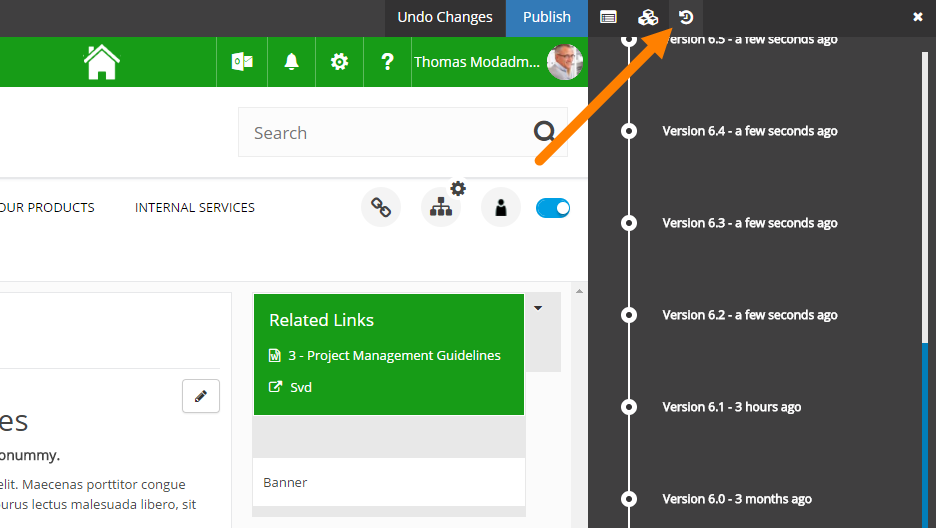 Undo Changes
Publish
Thomas Modadm...
Search
OUR PRODUCTS
INTERNAL SERVICES
Related Links
3 - Project Management Guidelines
Svd
Banner
es
onummy.
elit. Maecenas porttitor congue
purus lectus malesuada libero, sit
Version 6.5 - a few seconds ago
Version 6.4 - a few seconds ago
Version 6.3 - a few seconds ago
Version 6.2 - a few seconds ago
Version 6.1 - 3 hours ago
Version 6.0 - 3 months ago